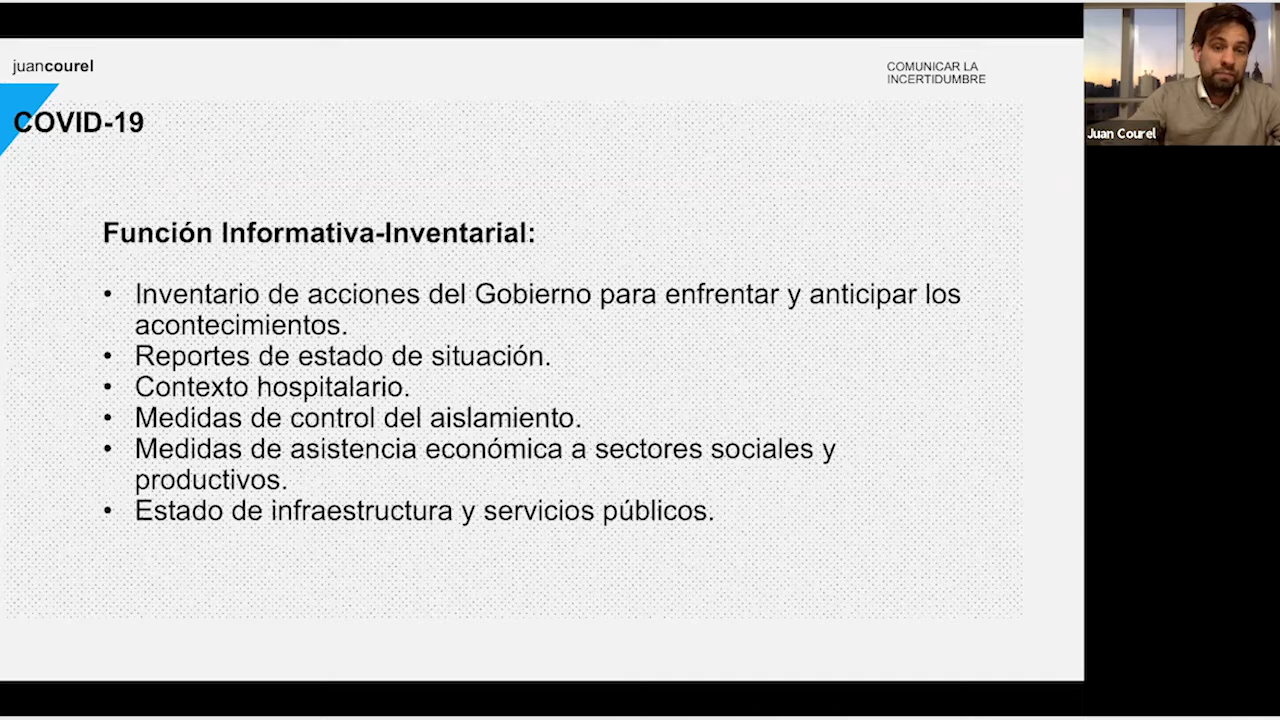 juancourel
COMUNICAR LA
INCERTIDUMBRE
COVID-19
Función Informativa-Inventarial:
• Inventario de acciones del Gobierno para enfrentar y anticipar los
acontecimientos.
• Reportes de estado de situación.
• Contexto hospitalario.
• Medidas de control del aislamiento.
• Medidas de asistencia económica a sectores sociales y
productivos.
• Estado de infraestructura y servicios públicos.
Juan Courel